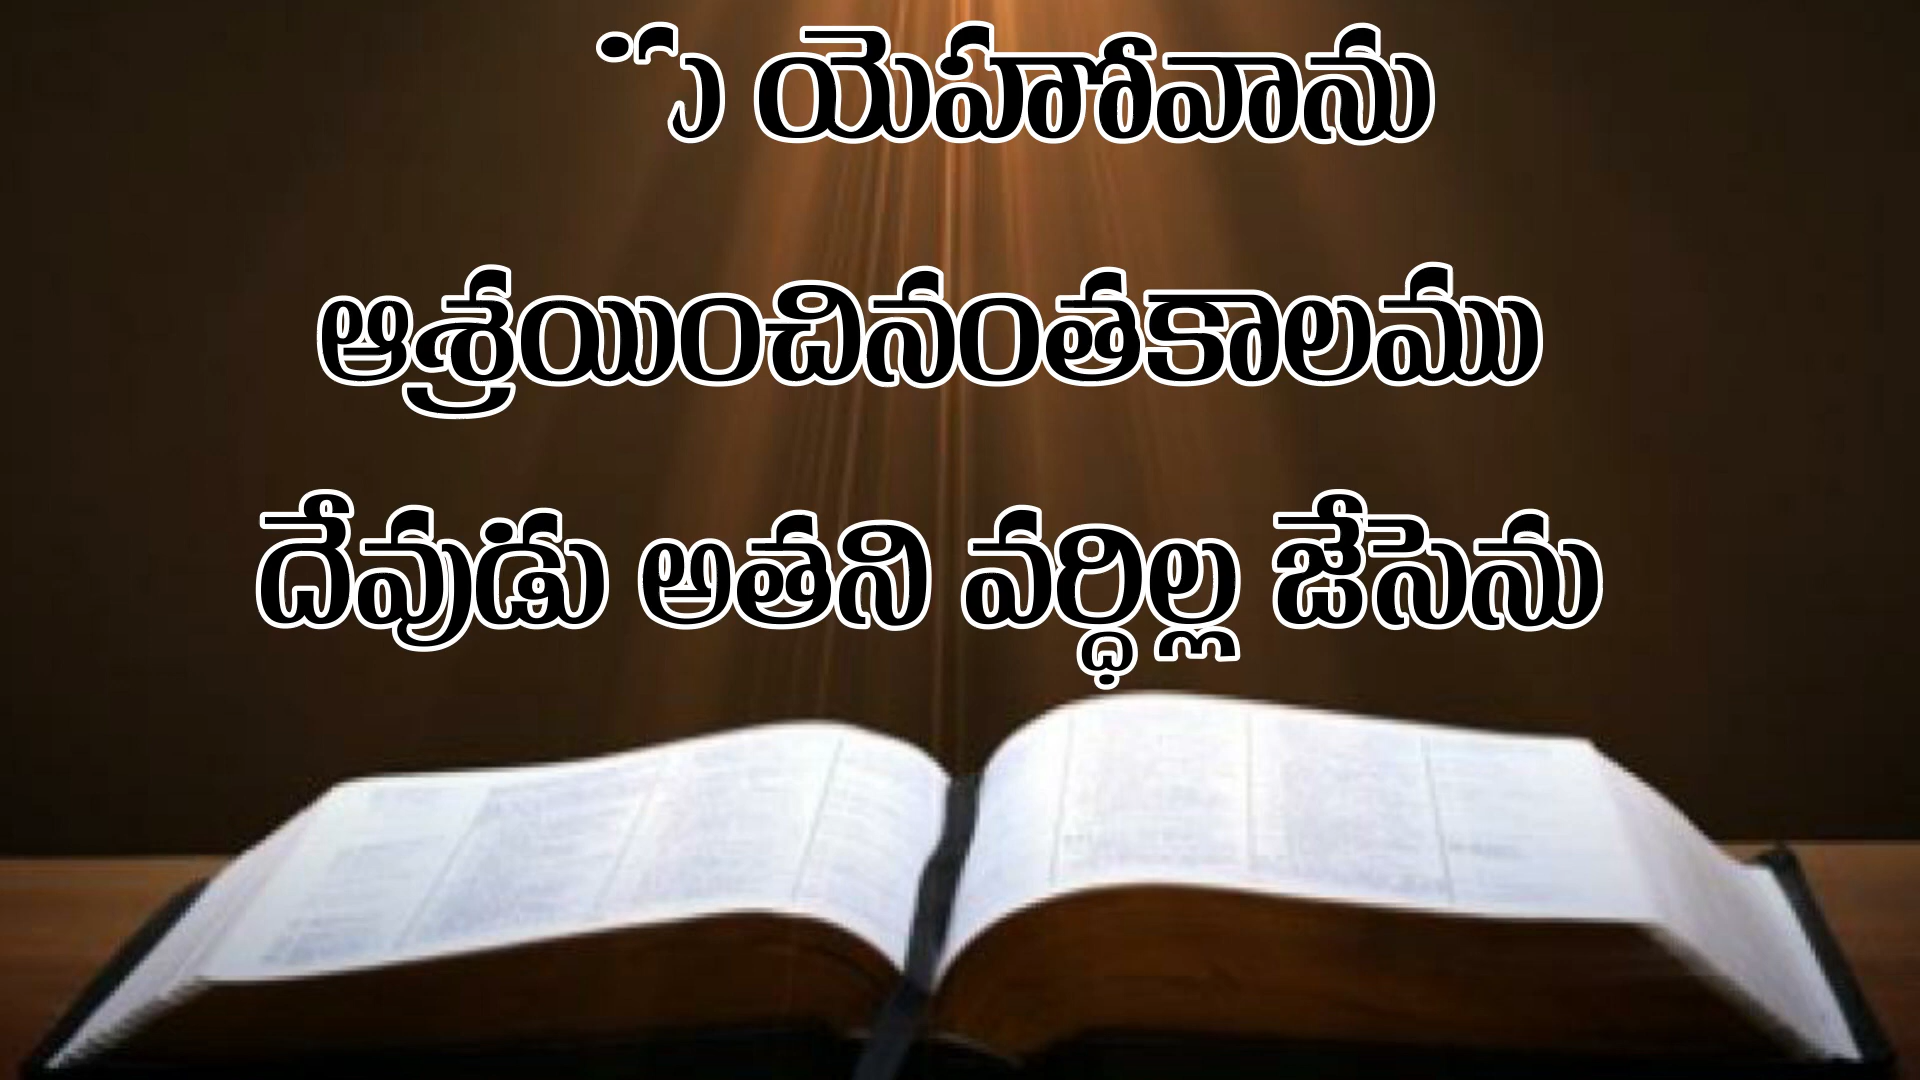 యెహోవాను
ఆశ్రయించినంతకాలము
దేవుడు అతని వర్ధిల్ల జేసెను